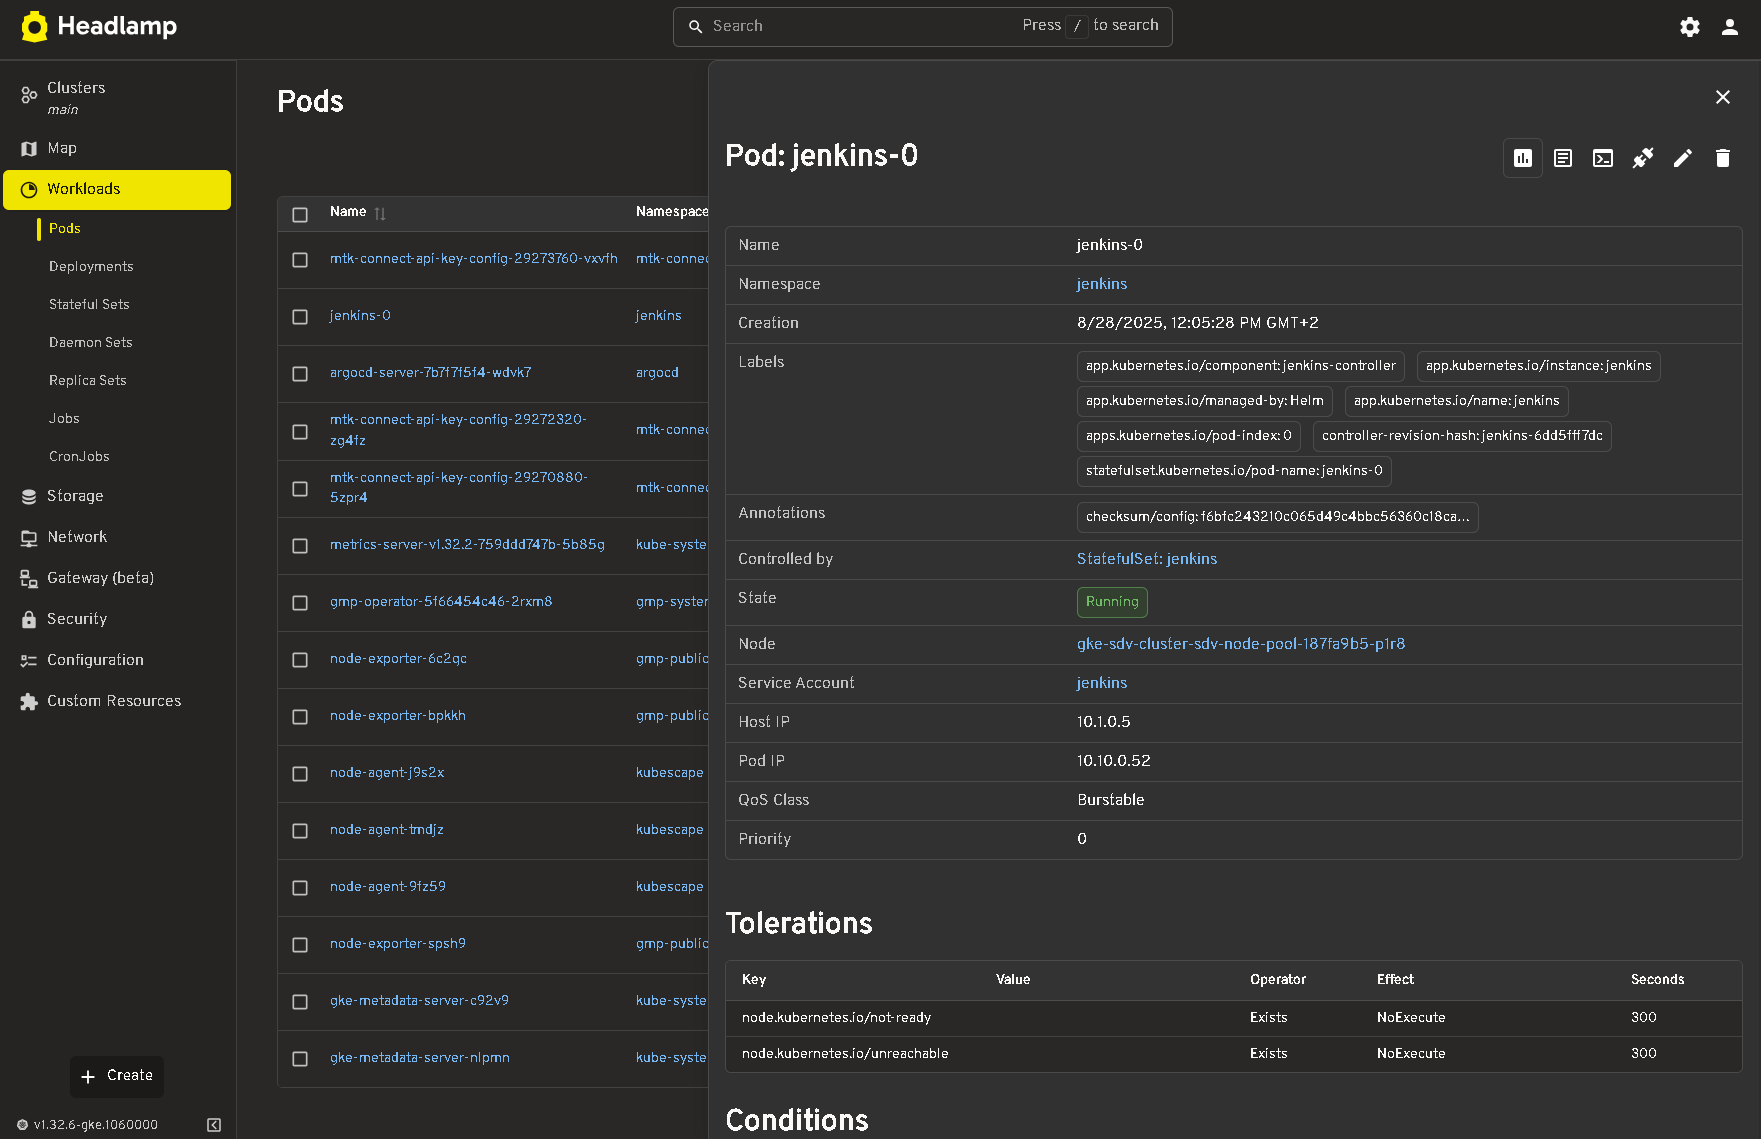 Headlamp
Search
Press / to search
Clusters
main
Map
Workloads
Pods
Deployments
Stateful Sets
Daemon Sets
Replica Sets
Jobs
CronJobs
Storage
Network
Gateway (beta)
Security
Configuration
Custom Resources
Create
v1.32.6-gke.1060000
Pods
Name Namespace
mtk-connect-api-key-config-29273760-vxvfh mtk-connec
jenkins-0 jenkins
argocd-server-7b7f7f5f4-wdvk7 argocd
mtk-connect-api-key-config-29272320-
zg4fz mtk-connec
mtk-connect-api-key-config-29270880-
5zpr4 mtk-connec
metrics-server-v1.32.2-759ddd747b-5b85g kube-syste
gmp-operator-5f66454c46-2rxm8 gmp-syster
node-exporter-6c2gc gmp-public
node-exporter-bpkkh gmp-public
node-agent-j9s2x kubescape
node-agent-tmdjz kubescape
node-agent-9fz59 kubescape
node-exporter-spsh9 gmp-public
gke-metadata-server-c92v9 kube-syste
gke-metadata-server-nlpmn kube-syste
Pod: jenkins-0
Name jenkins-0
Namespace jenkins
Creation 8/28/2025, 12:05:28 PM GMT+2
Labels app.kubernetes.io/component: jenkins-controller app.kubernetes.io/instance: jenkins
app.kubernetes.io/managed-by: Helm app.kubernetes.io/name: jenkins
apps.kubernetes.io/pod-index: 0 controller-revision-hash: jenkins-6dd5fff7dc
statefulset.kubernetes.io/pod-name: jenkins-0
Annotations checksum/config: f6bfc243210c065d49c4bbc56360c18ca...
Controlled by StatefulSet: jenkins
State Running
Node gke-sdv-cluster-sdv-node-pool-187fa9b5-p1r8
Service Account jenkins
Host IP 10.1.0.5
Pod IP 10.10.0.52
QoS Class Burstable
Priority 0
Tolerations
Key Value Operator Effect Seconds
node.kubernetes.io/not-ready Exists NoExecute 300
node.kubernetes.io/unreachable Exists NoExecute 300
Conditions